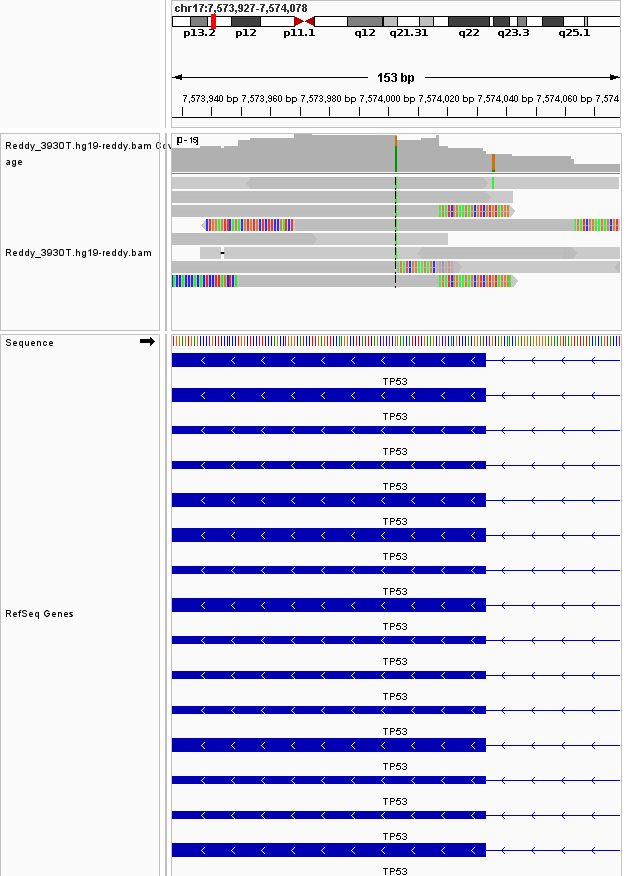 chr17:7,573,927-7,574,078
p13.2 p12 p11.1 q12 q21.31 q22 q23.3 q25.1
153 bp
7,573,940 bp 7,573,960 bp 7,573,980 bp 7,574,000 bp 7,574,020 bp 7,574,040 bp 7,574,060 bp 7,574
Reddy_3930T.hg19-reddy.bam Cov
age
[0 - 15]
Reddy_3930T.hg19-reddy.bam
Sequence
TP53
TP53
TP53
TP53
TP53
TP53
TP53
RefSeq Genes
TP53
TP53
TP53
TP53
TP53
TP53
TP53
TP53